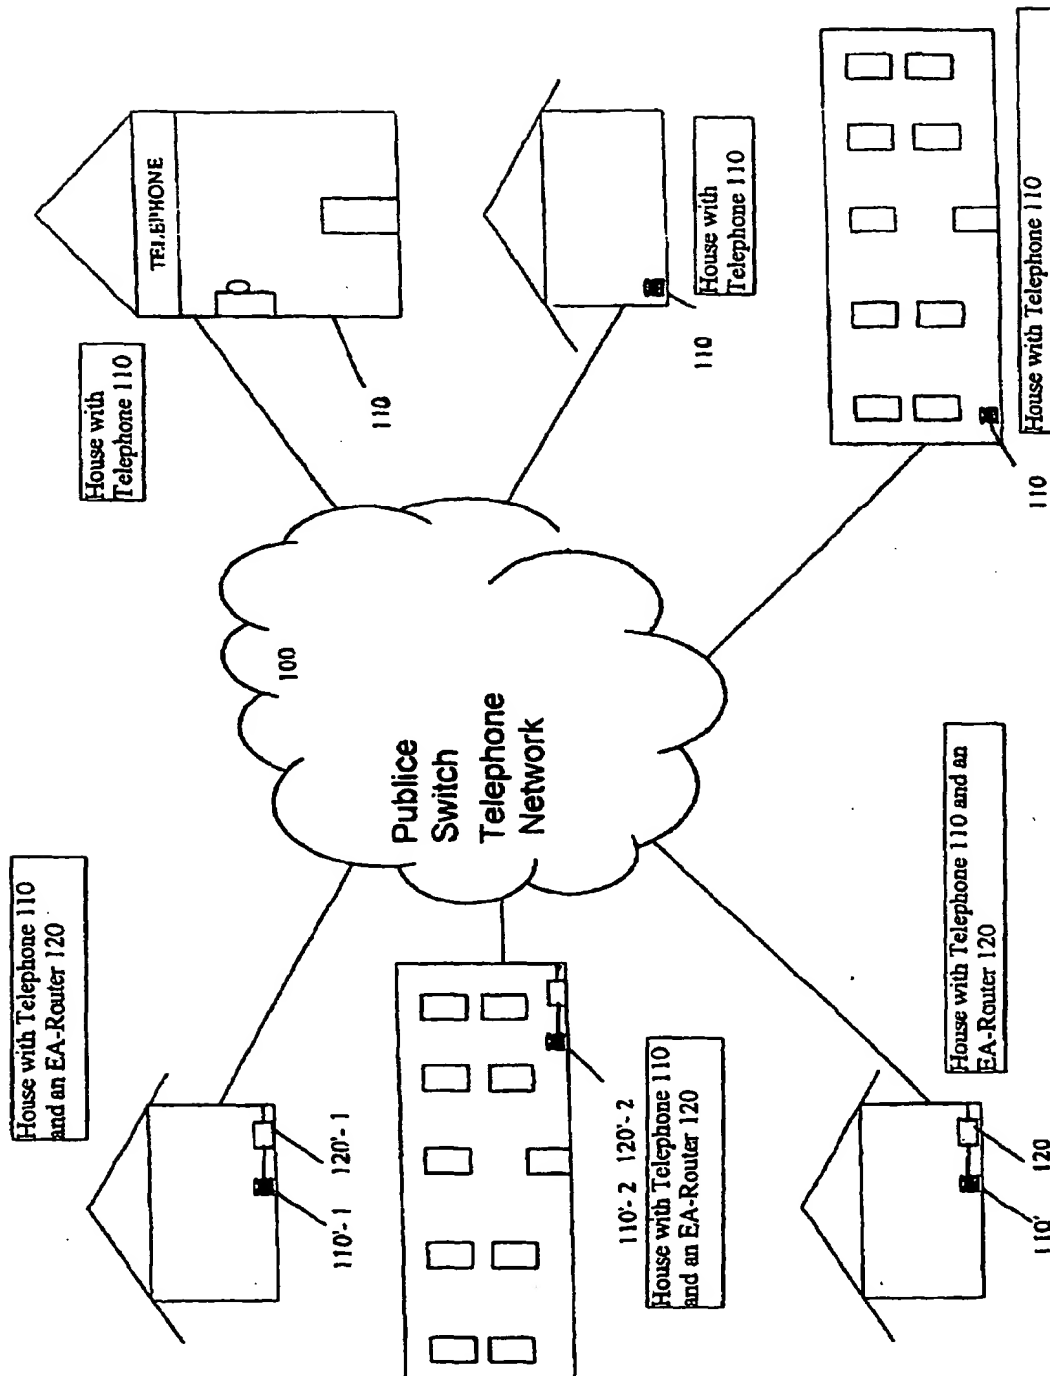 House with Telephone 110
and an EA-Router 120
110'- 1
120'- 1
110'- 2
120'- 2
House with Telephone 110
and an EA-Router 120
House with Telephone 110 and an
EA-Router 120
110'
120
Publice
Switch
Telephone
Network
100
House with
Telephone 110
TELEPHONE
110
House with
Telephone 110
110
House with Telephone 110
110